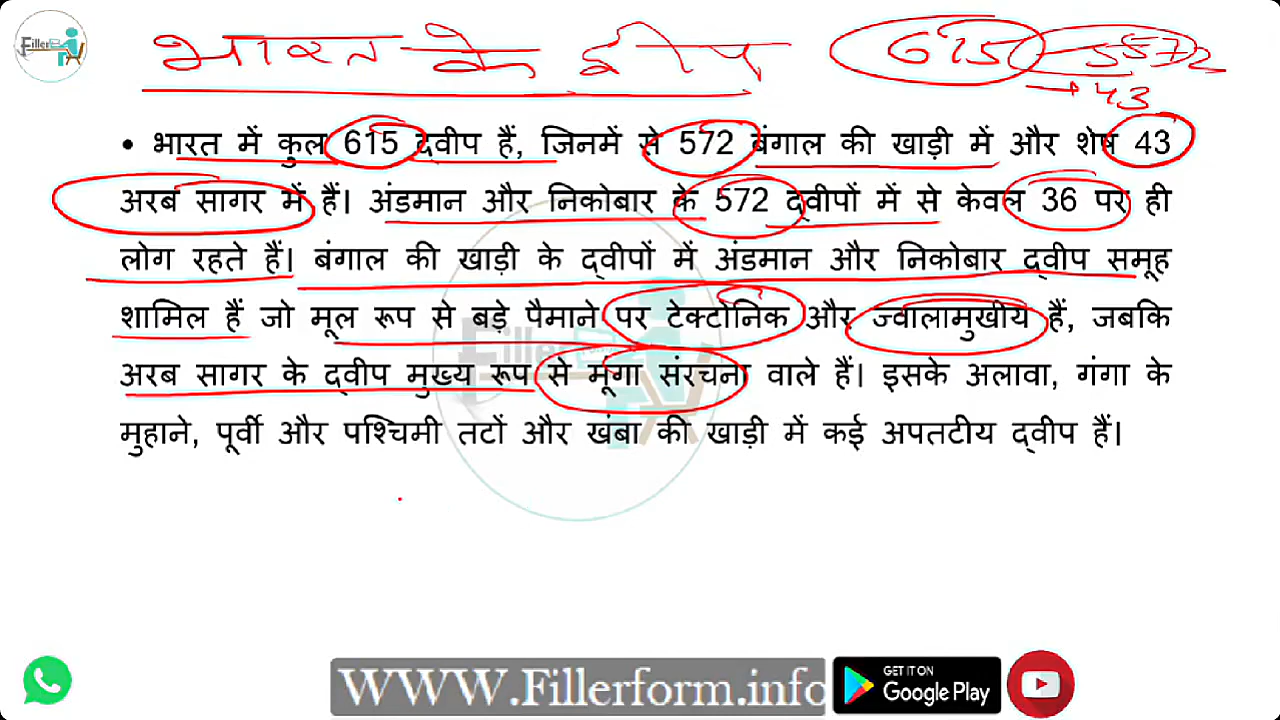 Filler
भारत के द्वीप 615 572
→ 43
• भारत में कुल 615 द्वीप हैं, जिनमें से 572 बंगाल की खाड़ी में और शेष 43
अरब सागर में हैं। अंडमान और निकोबार के 572 द्वीपों में से केवल 36 पर ही
लोग रहते हैं। बंगाल की खाड़ी के द्वीपों में अंडमान और निकोबार द्वीप समूह
शामिल हैं जो मूल रूप से बड़े पैमाने पर टेक्टोनिक और ज्वालामुखीय हैं, जबकि
अरब सागर के द्वीप मुख्य रूप से मूंगा संरचना वाले हैं। इसके अलावा, गंगा के
मुहाने, पूर्वी और पश्चिमी तटों और खंबा की खाड़ी में कई अपतटीय द्वीप हैं।
WWW.Fillerform.info
GET IT ON
Google Play